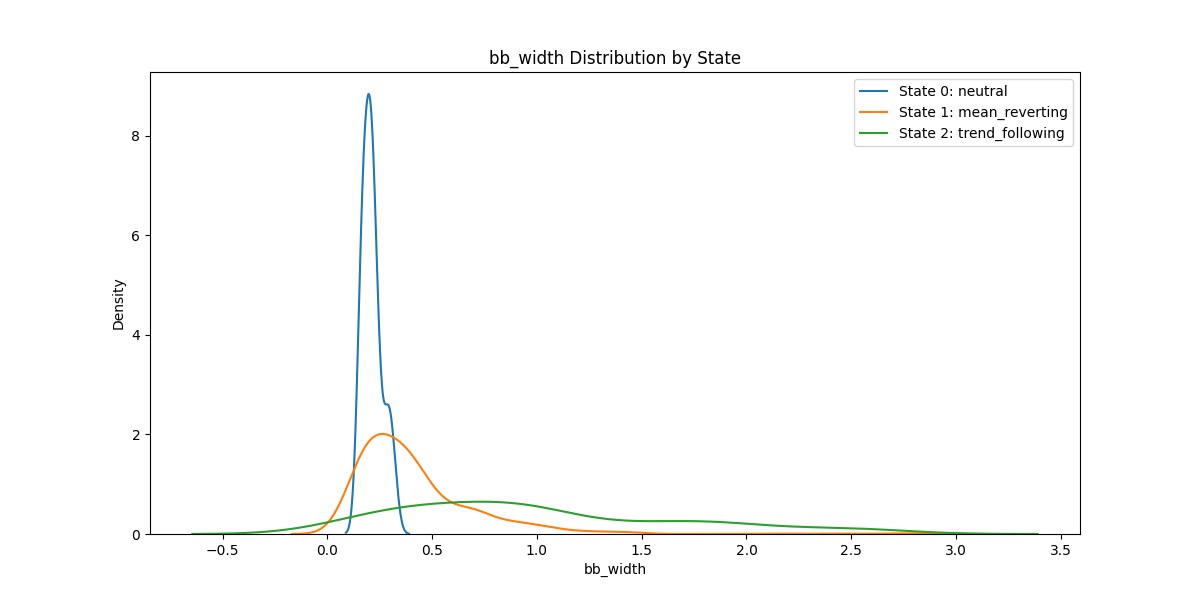 bb_width Distribution by State
State 0: neutral
State 1: mean_reverting
State 2: trend_following
Density
8
6
4
2
0
−0.5
0.0
0.5
1.0
1.5
2.0
2.5
3.0
3.5
bb_width